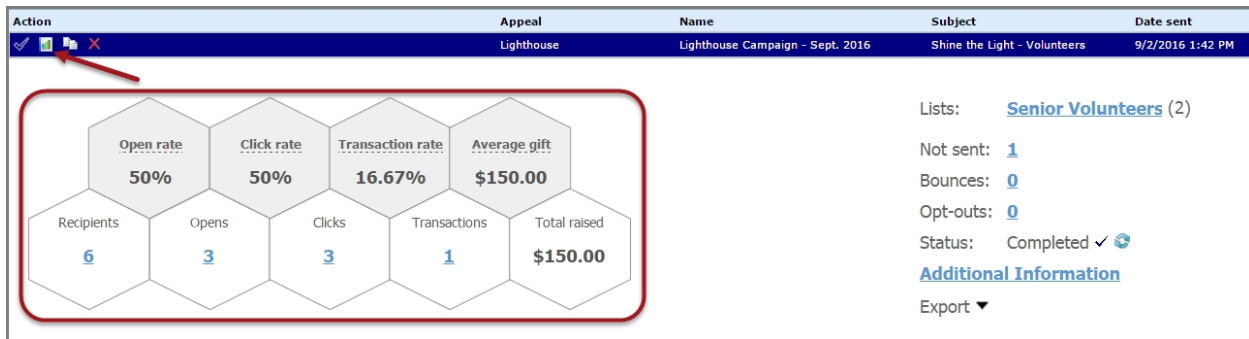 Action Appeal Name Subject Date sent
Lighthouse Lighthouse Campaign - Sept. 2016 Shine the Light - Volunteers 9/2/2016 1:42 PM
Open rate Click rate Transaction rate Average gift
50% 50% 16.67% $150.00
Recipients Opens Clicks Transactions Total raised
6 3 3 1 $150.00
Lists: Senior Volunteers (2)
Not sent: 1
Bounces: 0
Opt-outs: 0
Status: Completed
Additional Information
Export